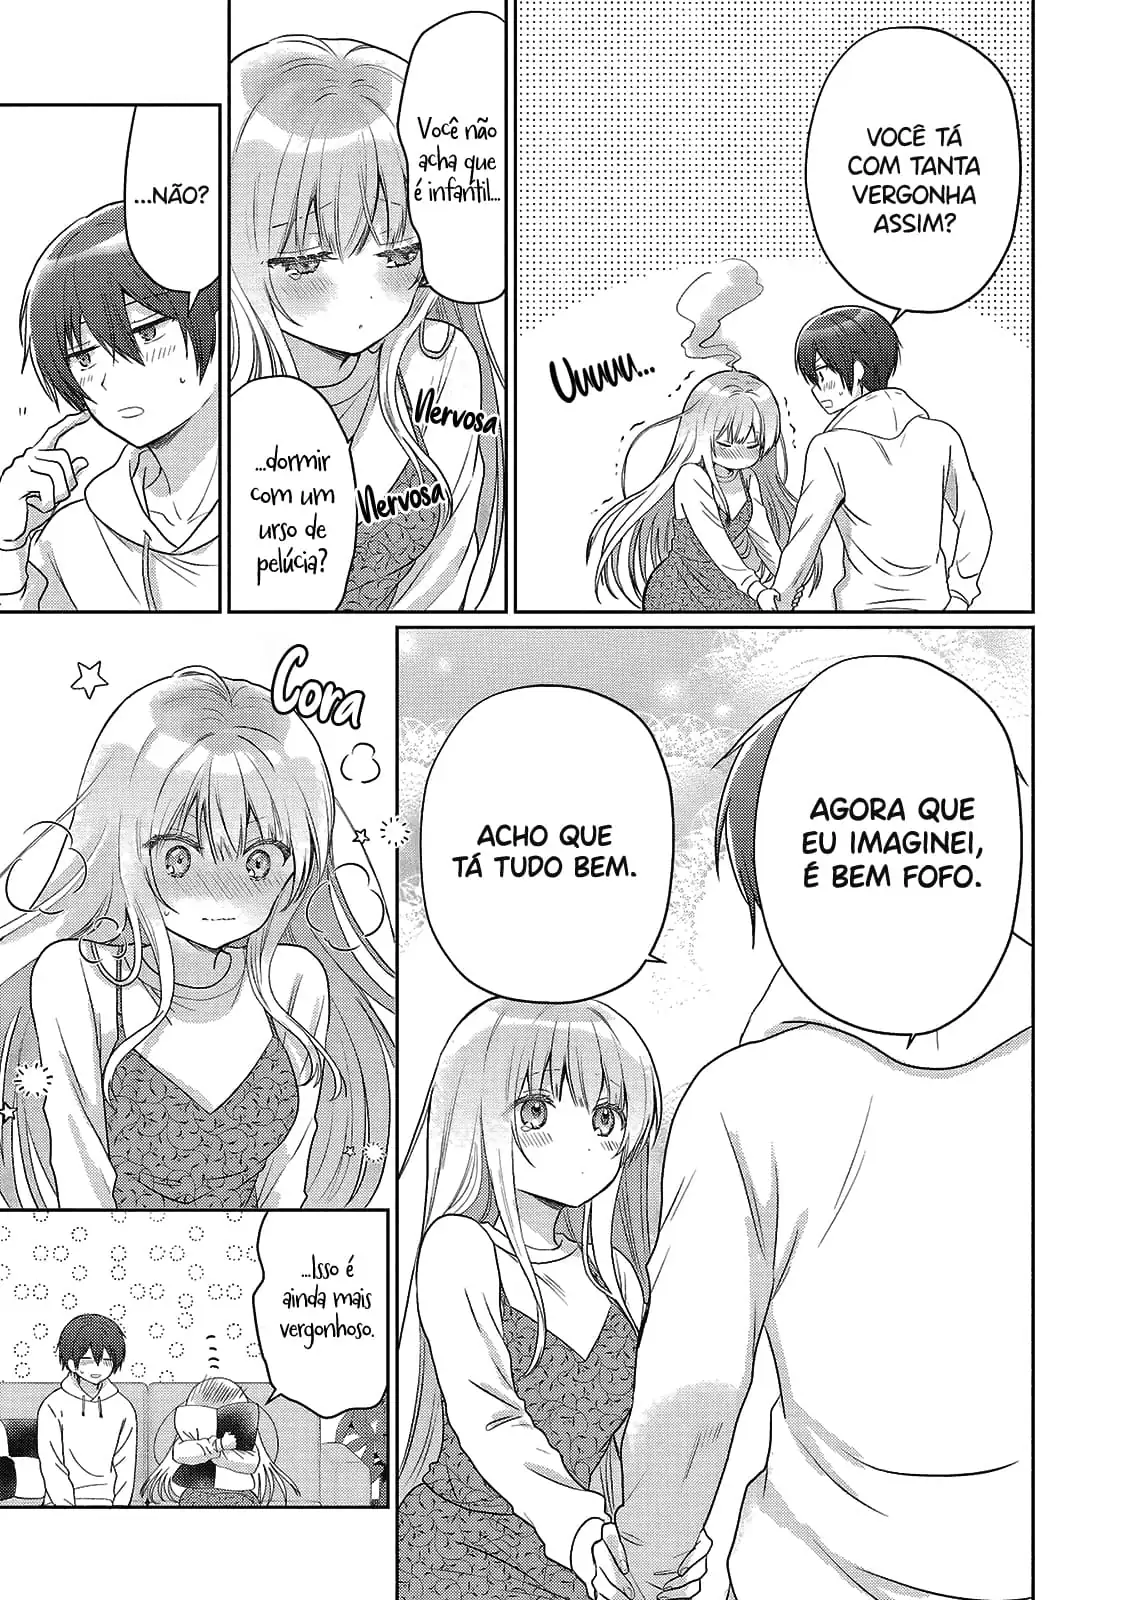 VOCÊ TÁ
COM TANTA
VERGONHA
ASSIM?
Uuuuu...
Você não
acha que
é infantil...
Nervosa
Nervosa
...dormir
com um
urso de
pelúcia?
...NÃO?
AGORA QUE
EU IMAGINEI,
É BEM FOFO.
ACHO QUE
TÁ TUDO BEM.
Cora
...Isso é
ainda mais
vergonhoso.